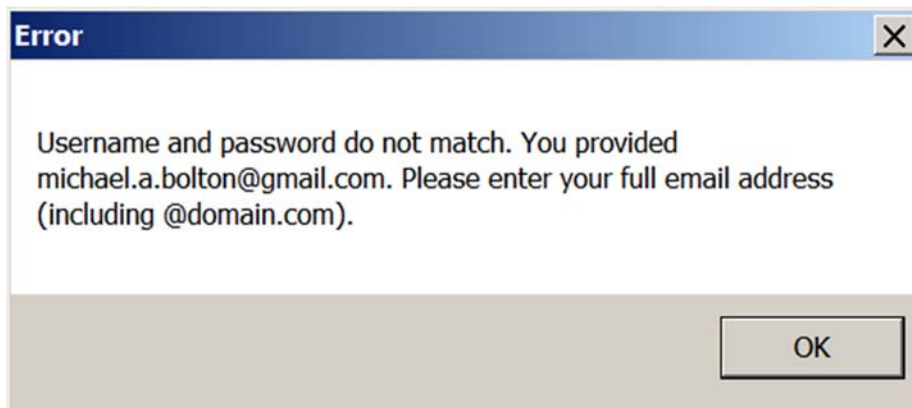 Error
Username and password do not match. You provided
michael.a.bolton@gmail.com. Please enter your full email address
(including @domain.com).
OK